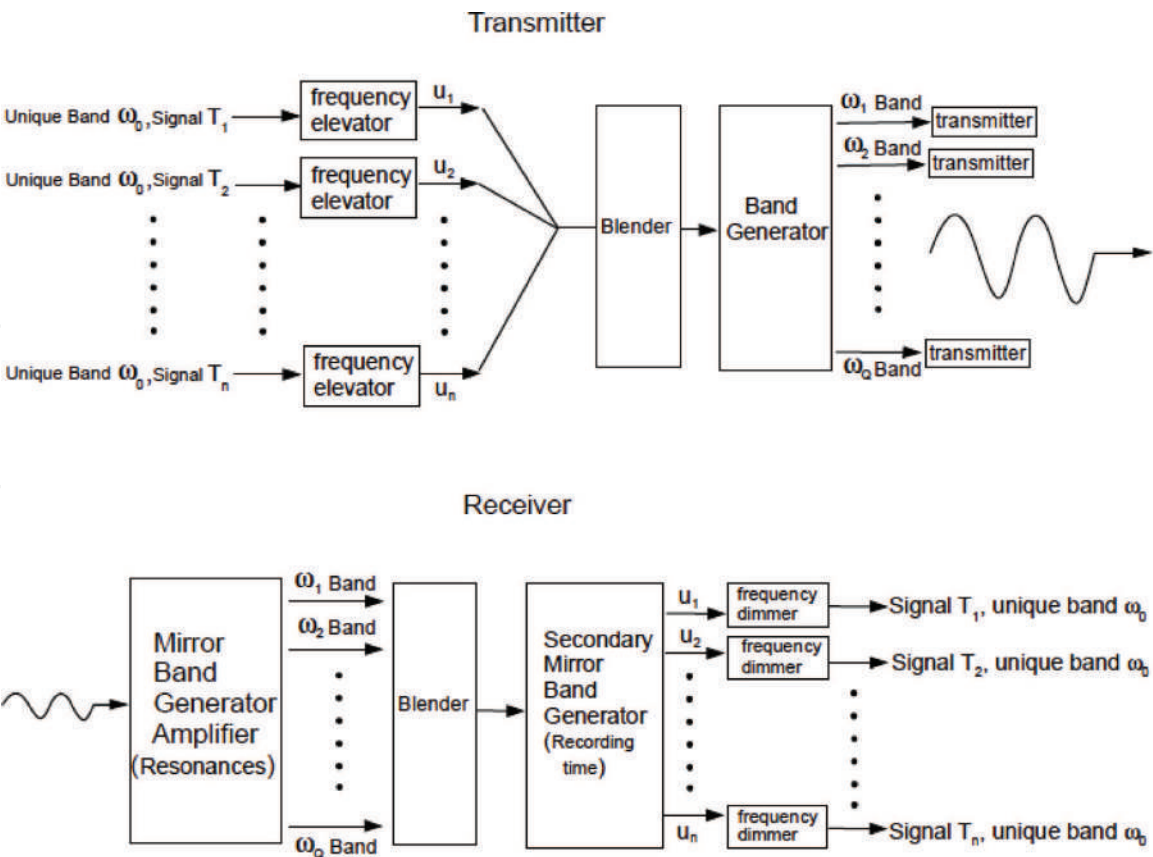 Transmitter
Unique Band ω0, Signal T1
frequency
elevator
u1
Unique Band ω0, Signal T2
frequency
elevator
u2
Unique Band ω0, Signal Tn
frequency
elevator
un
Blender
Band
Generator
ω1 Band
transmitter
ω2 Band
transmitter
ωQ Band
transmitter
Receiver
Mirror
Band
Generator
Amplifier
(Resonances)
ω1 Band
ω2 Band
ωQ Band
Blender
Secondary
Mirror
Band
Generator
(Recording
time)
u1
frequency
dimmer
Signal T1, unique band ω0
u2
frequency
dimmer
Signal T2, unique band ω0
un
frequency
dimmer
Signal Tn, unique band ω0